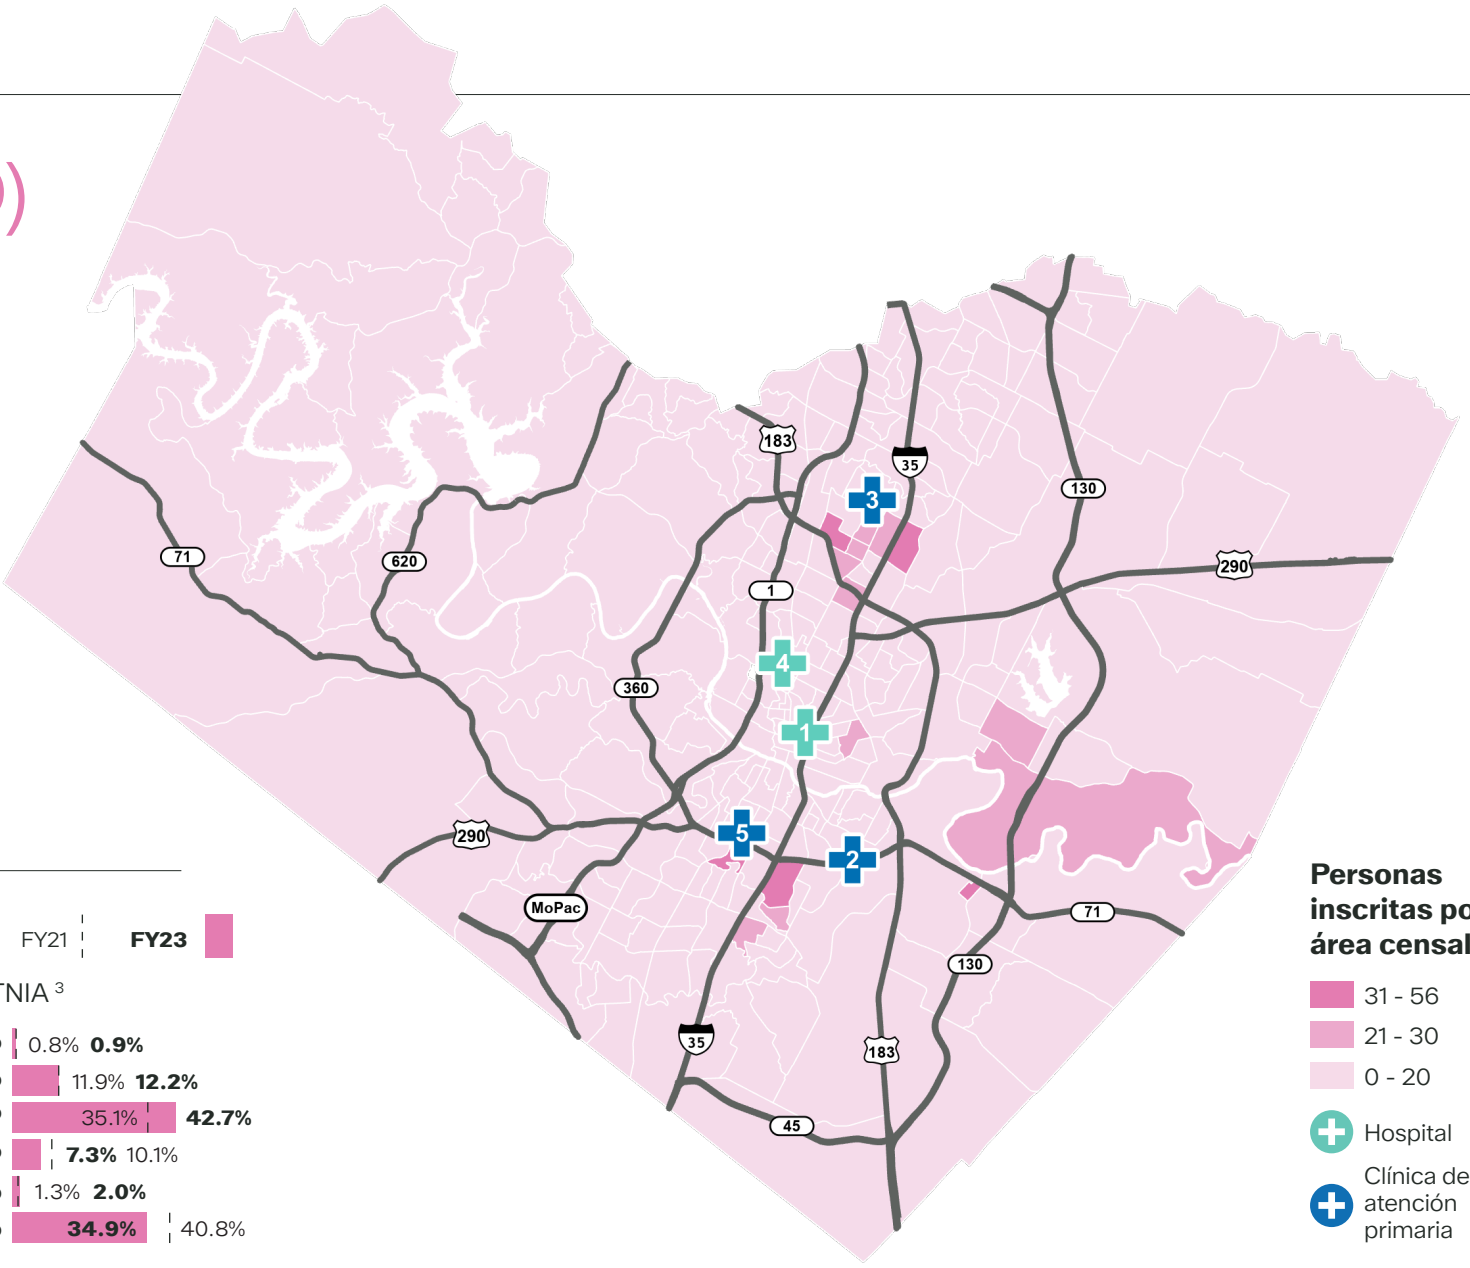 )
183
35
3
130
71
620
290
1
4
360
1
5
2
290
MoPac
71
130
35
183
45
FY21 FY23
TNIA 3
0.8% 0.9%
11.9% 12.2%
35.1% 42.7%
7.3% 10.1%
1.3% 2.0%
34.9% 40.8%
Personas
inscritas po
área censal
31 - 56
21 - 30
0 - 20
Hospital
Clínica de
atención
primaria